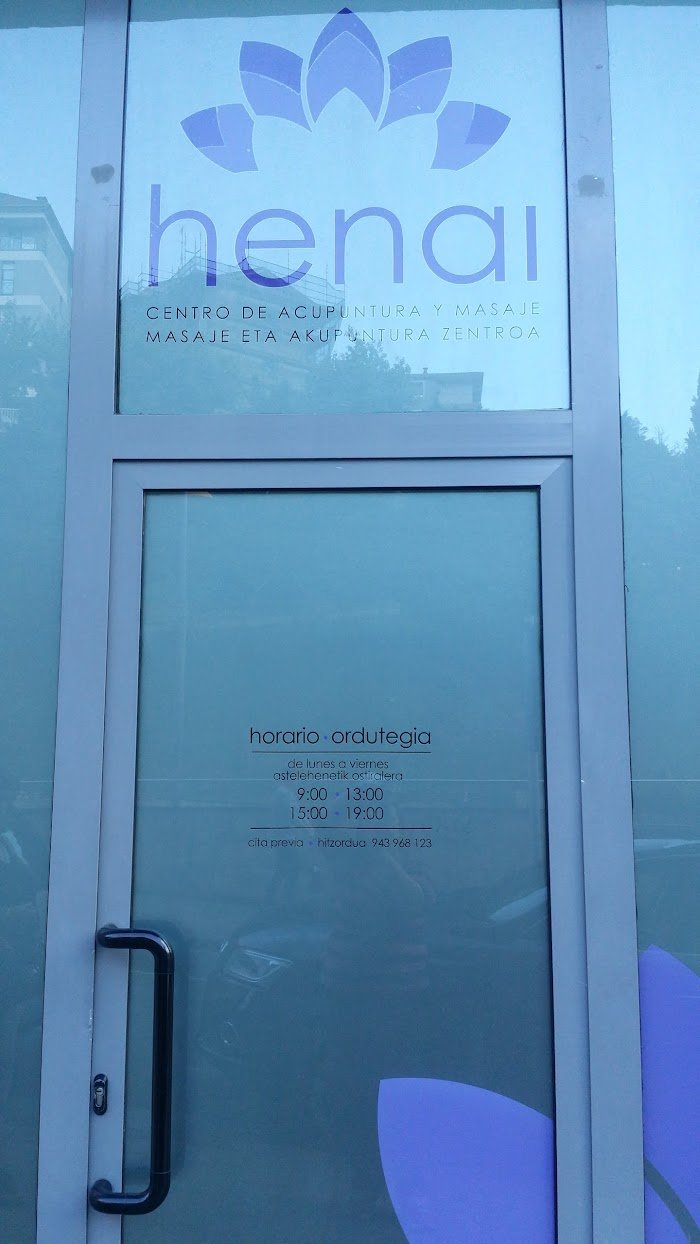 henai
CENTRO DE ACUPUNTURA Y MASAJE
MASAJE ETA AKUPUNTURA ZENTROA
horario · ordutegia
de lunes a viernes
astelehenetik ostiralera
9:00 · 13:00
15:00 · 19:00
cita previa · hitzordua 943 968 123